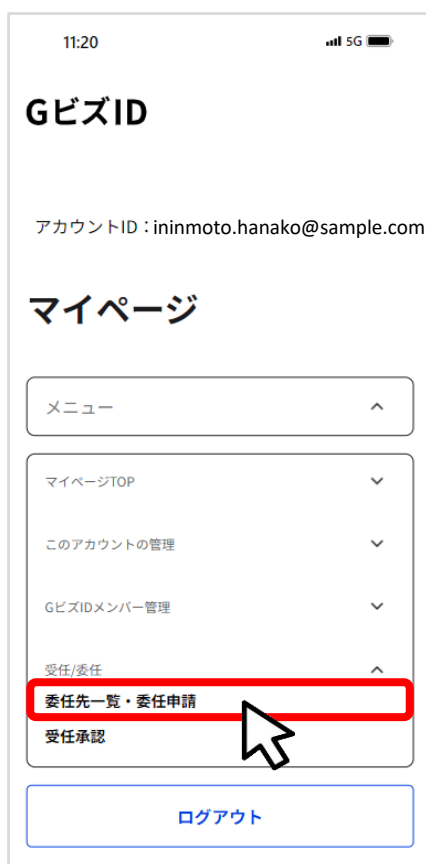 11:20
5G
GビズID
アカウントID：ininmoto.hanako@sample.com
マイページ
メニュー
マイページTOP
このアカウントの管理
GビズIDメンバー管理
受任/委任
委任先一覧・委任申請
受任承認
ログアウト